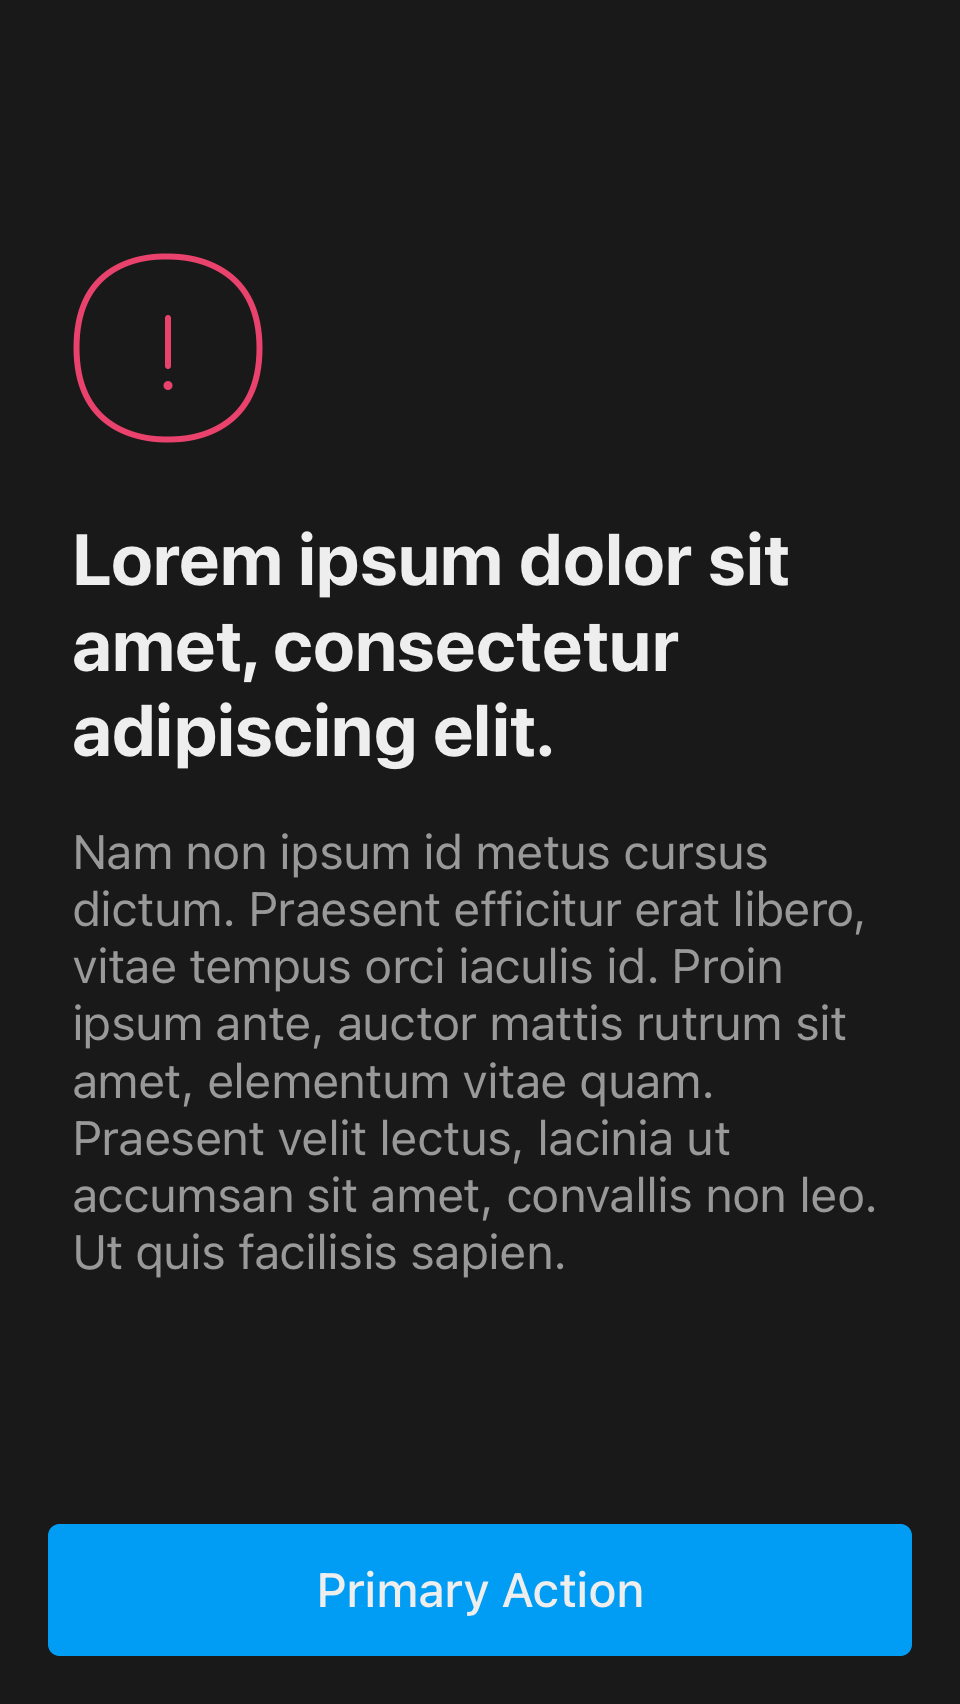 Lorem ipsum dolor sit
amet, consectetur
adipiscing elit.
Nam non ipsum id metus cursus
dictum. Praesent efficitur erat libero,
vitae tempus orci iaculis id. Proin
ipsum ante, auctor mattis rutrum sit
amet, elementum vitae quam.
Praesent velit lectus, lacinia ut
accumsan sit amet, convallis non leo.
Ut quis facilisis sapien.
Primary Action